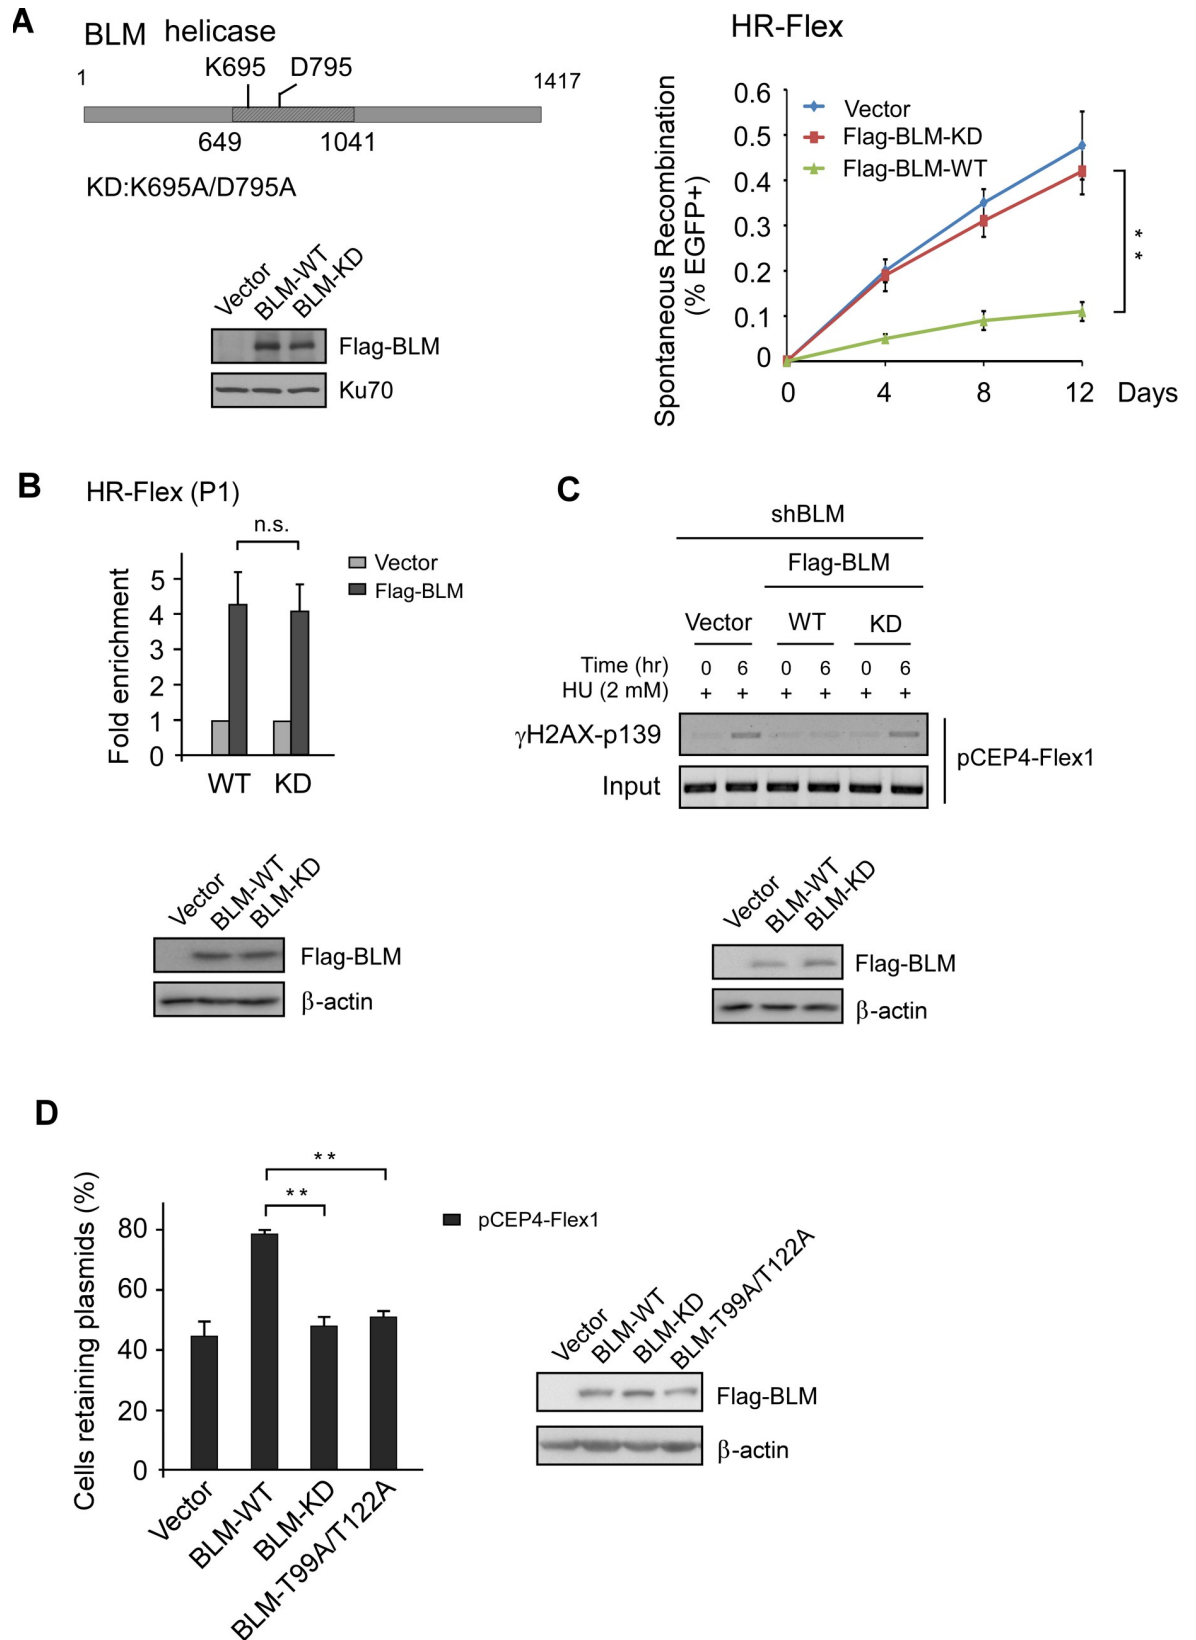 A
BLM helicase
K695 D795
1 1417
649 1041
KD:K695A/D795A
Vector BLM-WT BLM-KD
Flag-BLM
Ku70
HR-Flex
Spontaneous Recombination
(% EGFP+)
0.6
0.5
0.4
0.3
0.2
0.1
0
Vector
Flag-BLM-KD
Flag-BLM-WT
**
0 4 8 12 Days
B
HR-Flex (P1)
n.s.
Vector
Flag-BLM
Fold enrichment
5
4
3
2
1
0
WT KD
Vector BLM-WT BLM-KD
Flag-BLM
β-actin
C
shBLM
Flag-BLM
Vector WT KD
Time (hr) 0 6 0 6 0 6
HU (2 mM) + + + + + +
γH2AX-p139
Input
pCEP4-Flex1
Vector BLM-WT BLM-KD
Flag-BLM
β-actin
D
Cells retaining plasmids (%)
80
60
40
20
0
**
**
pCEP4-Flex1
Vector BLM-WT BLM-KD BLM-T99A/T122A
Vector BLM-WT BLM-KD BLM-T99A/T122A
Flag-BLM
β-actin